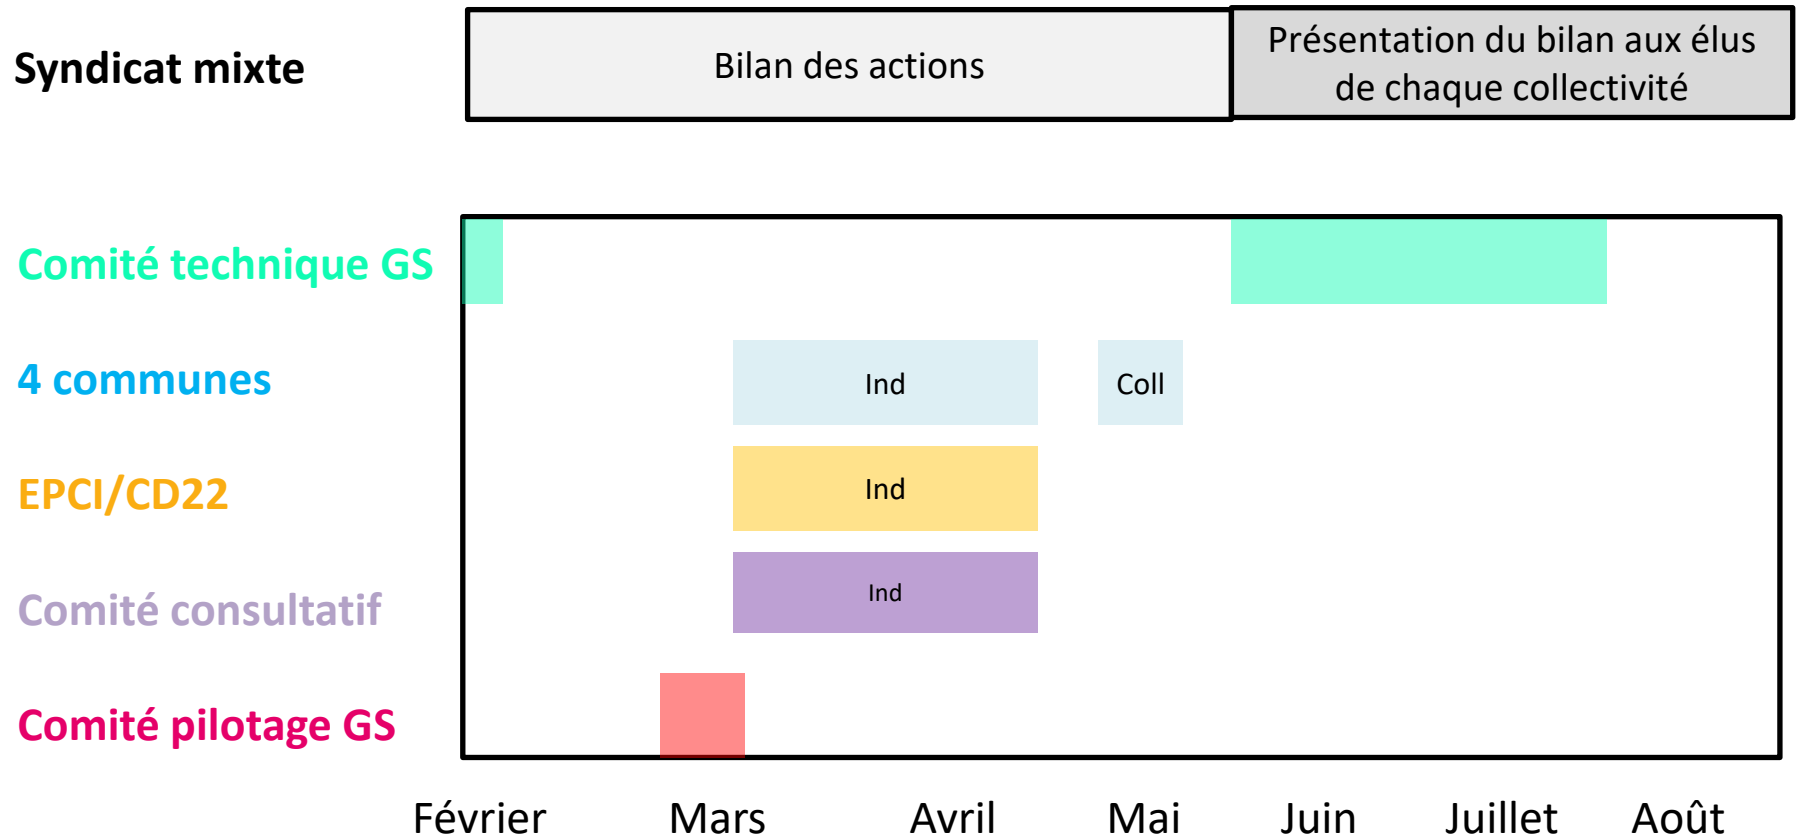 Syndicat mixte
Bilan des actions
Présentation du bilan aux élus
de chaque collectivité
Comité technique GS
4 communes
Ind
Coll
EPCI/CD22
Ind
Comité consultatif
Ind
Comité pilotage GS
Février
Mars
Avril
Mai
Juin
Juillet
Août